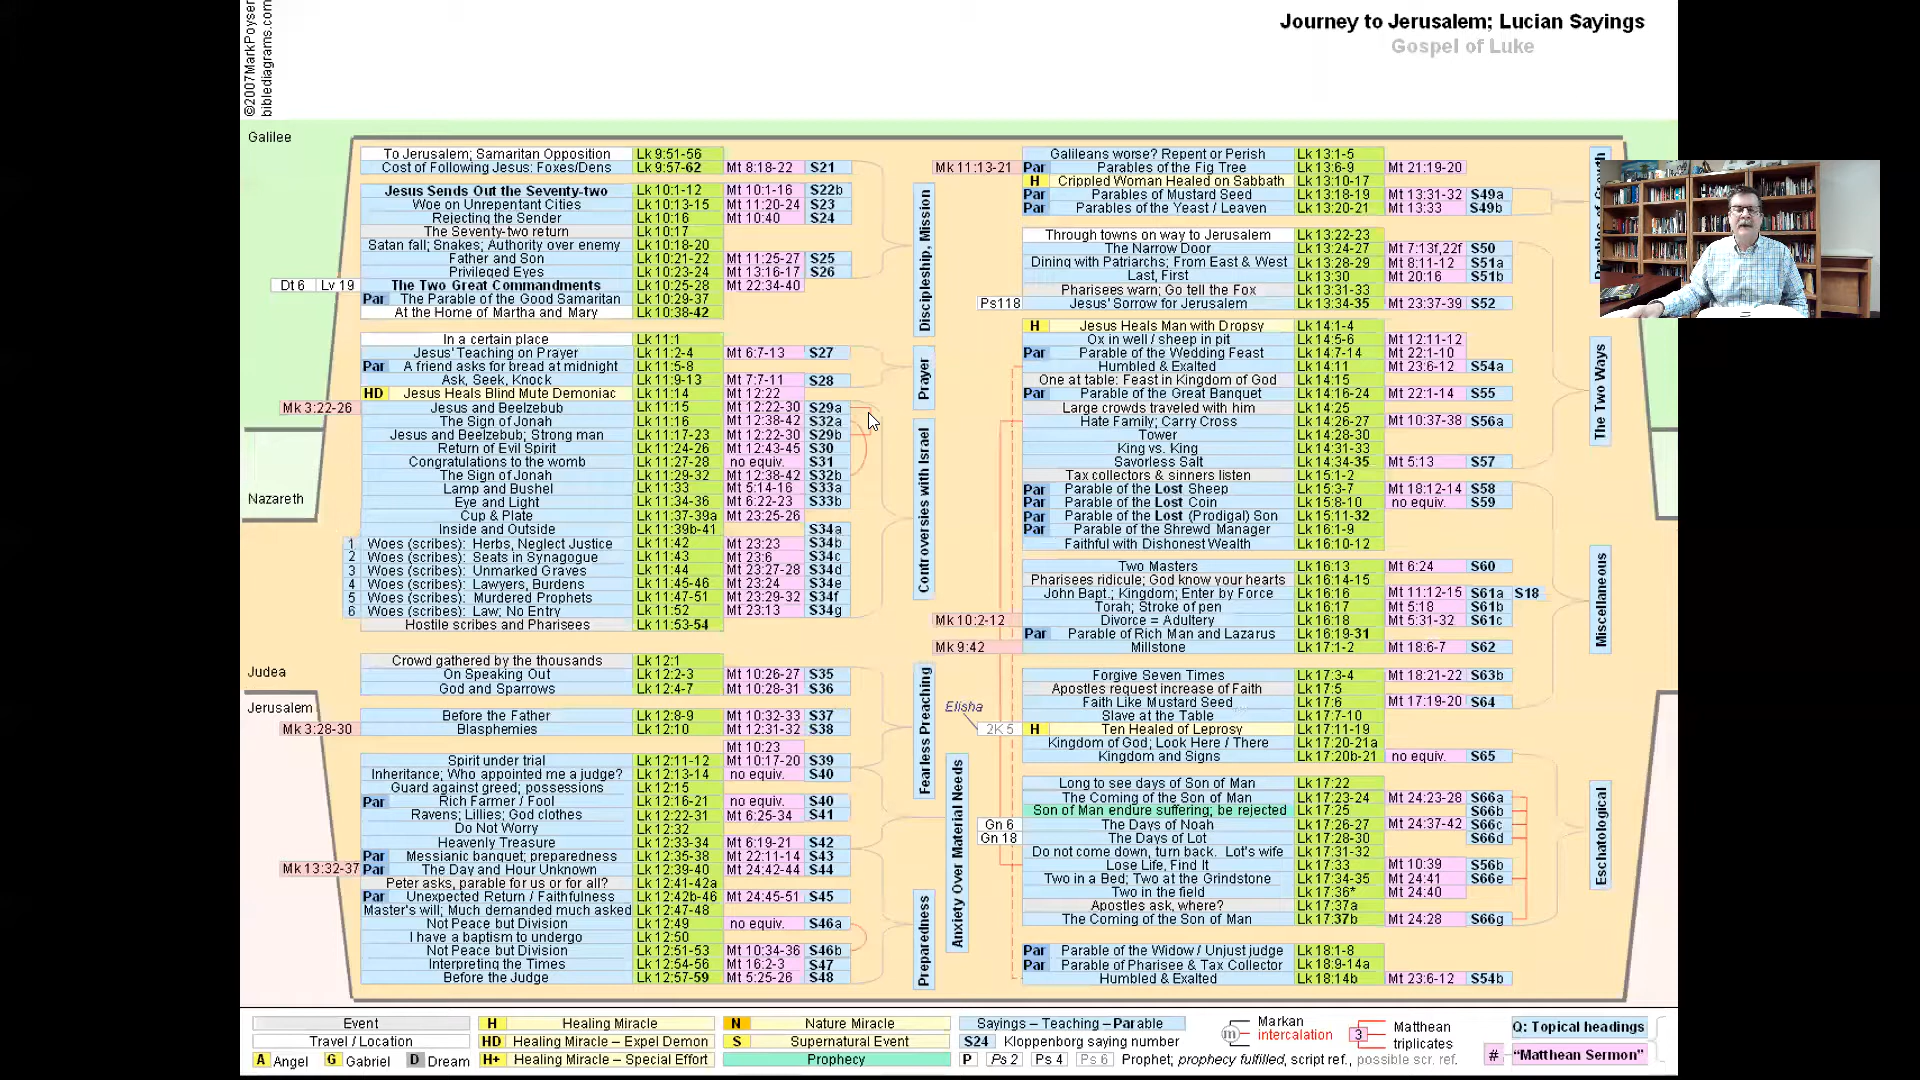 Journey to Jerusalem; Lucian Sayings
Gospel of Luke
©2007MarkPoyser
biblediagrams.com
Galilee
Nazareth
Judea
Jerusalem
To Jerusalem; Samaritan Opposition Lk 9:51-56
Cost of Following Jesus: Foxes/Dens Lk 9:57-62 Mt 8:18-22 S21
Jesus Sends Out the Seventy-two Lk 10:1-12 Mt 10:1-16 S22b
Woe on Unrepentant Cities Lk 10:13-15 Mt 11:20-24 S23
Rejecting the Sender Lk 10:16 Mt 10:40 S24
The Seventy-two return Lk 10:17
Satan fall; Snakes; Authority over enemy Lk 10:18-20
Father and Son Lk 10:21-22 Mt 11:25-27 S25
Privileged Eyes Lk 10:23-24 Mt 13:16-17 S26
Dt 6 Lv 19 The Two Great Commandments Lk 10:25-28 Mt 22:34-40
Par The Parable of the Good Samaritan Lk 10:29-37
At the Home of Martha and Mary Lk 10:38-42
Discipleship, Mission
In a certain place Lk 11:1
Jesus' Teaching on Prayer Lk 11:2-4 Mt 6:7-13 S27
Par A friend asks for bread at midnight Lk 11:5-8
Ask, Seek, Knock Lk 11:9-13 Mt 7:7-11 S28
Prayer
HD Jesus Heals Blind Mute Demoniac Lk 11:14 Mt 12:22
Mk 3:22-26 Jesus and Beelzebub Lk 11:15 Mt 12:22-30 S29a
The Sign of Jonah Lk 11:16 Mt 12:38-42 S32a
Jesus and Beelzebub; Strong man Lk 11:17-23 Mt 12:22-30 S29b
Return of Evil Spirit Lk 11:24-26 Mt 12:43-45 S30
Congratulations to the womb Lk 11:27-28 no equiv. S31
The Sign of Jonah Lk 11:29-32 Mt 12:38-42 S32b
Lamp and Bushel Lk 11:33 Mt 5:14-16 S33a
Eye and Light Lk 11:34-36 Mt 6:22-23 S33b
Cup & Plate Lk 11:37-39a Mt 23:25-26
Inside and Outside Lk 11:39b-41 S34a
1 Woes (scribes): Herbs, Neglect Justice Lk 11:42 Mt 23:23 S34b
2 Woes (scribes): Seats in Synagogue Lk 11:43 Mt 23:6 S34c
3 Woes (scribes): Unmarked Graves Lk 11:44 Mt 23:27-28 S34d
4 Woes (scribes): Lawyers, Burdens Lk 11:45-46 Mt 23:24 S34e
5 Woes (scribes): Murdered Prophets Lk 11:47-51 Mt 23:29-32 S34f
6 Woes (scribes): Law; No Entry Lk 11:52 Mt 23:13 S34g
Hostile scribes and Pharisees Lk 11:53-54
Controversies with Israel
Crowd gathered by the thousands Lk 12:1
On Speaking Out Lk 12:2-3 Mt 10:26-27 S35
God and Sparrows Lk 12:4-7 Mt 10:28-31 S36
Before the Father Lk 12:8-9 Mt 10:32-33 S37
Mk 3:28-30 Blasphemies Lk 12:10 Mt 12:31-32 S38
Mt 10:23
Spirit under trial Lk 12:11-12 Mt 10:17-20 S39
Fearless Preaching
Inheritance; Who appointed me a judge? Lk 12:13-14 no equiv. S40
Guard against greed; possessions Lk 12:15
Par Rich Farmer / Fool Lk 12:16-21 no equiv. S40
Ravens; Lillies; God clothes Lk 12:22-31 Mt 6:25-34 S41
Do Not Worry Lk 12:32
Heavenly Treasure Lk 12:33-34 Mt 6:19-21 S42
Anxiety Over Material Needs
Par Messianic banquet; preparedness Lk 12:35-38 Mt 22:11-14 S43
Mk 13:32-37 Par The Day and Hour Unknown Lk 12:39-40 Mt 24:42-44 S44
Peter asks, parable for us or for all? Lk 12:41-42a
Par Unexpected Return / Faithfulness Lk 12:42b-46 Mt 24:45-51 S45
Master's will; Much demanded much asked Lk 12:47-48
Not Peace but Division Lk 12:49 no equiv. S46a
I have a baptism to undergo Lk 12:50
Not Peace but Division Lk 12:51-53 Mt 10:34-36 S46b
Interpreting the Times Lk 12:54-56 Mt 16:2-3 S47
Before the Judge Lk 12:57-59 Mt 5:25-26 S48
Preparedness
Galileans worse? Repent or Perish Lk 13:1-5
Mk 11:13-21 Par Parables of the Fig Tree Lk 13:6-9 Mt 21:19-20
H Crippled Woman Healed on Sabbath Lk 13:10-17
Par Parables of Mustard Seed Lk 13:18-19 Mt 13:31-32 S49a
Par Parables of the Yeast / Leaven Lk 13:20-21 Mt 13:33 S49b
Through towns on way to Jerusalem Lk 13:22-23
The Narrow Door Lk 13:24-27 Mt 7:13f,22f S50
Dining with Patriarchs; From East & West Lk 13:28-29 Mt 8:11-12 S51a
Last, First Lk 13:30 Mt 20:16 S51b
Pharisees warn; Go tell the Fox Lk 13:31-33
Ps118 Jesus' Sorrow for Jerusalem Lk 13:34-35 Mt 23:37-39 S52
H Jesus Heals Man with Dropsy Lk 14:1-4
Ox in well / sheep in pit Lk 14:5-6 Mt 12:11-12
Par Parable of the Wedding Feast Lk 14:7-14 Mt 22:1-10
Humbled & Exalted Lk 14:11 Mt 23:6-12 S54a
One at table: Feast in Kingdom of God Lk 14:15
Par Parable of the Great Banquet Lk 14:16-24 Mt 22:1-14 S55
Large crowds traveled with him Lk 14:25
Hate Family; Carry Cross Lk 14:26-27 Mt 10:37-38 S56a
Tower Lk 14:28-30
King vs. King Lk 14:31-33
Savorless Salt Lk 14:34-35 Mt 5:13 S57
The Two Ways
Tax collectors & sinners listen Lk 15:1-2
Par Parable of the Lost Sheep Lk 15:3-7 Mt 18:12-14 S58
Par Parable of the Lost Coin Lk 15:8-10 no equiv. S59
Par Parable of the Lost (Prodigal) Son Lk 15:11-32
Par Parable of the Shrewd Manager Lk 16:1-9
Faithful with Dishonest Wealth Lk 16:10-12
Two Masters Lk 16:13 Mt 6:24 S60
Pharisees ridicule; God know your hearts Lk 16:14-15
John Bapt.; Kingdom; Enter by Force Lk 16:16 Mt 11:12-15 S61a S18
Torah; Stroke of pen Lk 16:17 Mt 5:18 S61b
Mk 10:2-12 Divorce = Adultery Lk 16:18 Mt 5:31-32 S61c
Par Parable of Rich Man and Lazarus Lk 16:19-31
Mk 9:42 Millstone Lk 17:1-2 Mt 18:6-7 S62
Miscellaneous
Forgive Seven Times Lk 17:3-4 Mt 18:21-22 S63b
Apostles request increase of Faith Lk 17:5
Faith Like Mustard Seed Lk 17:6 Mt 17:19-20 S64
Slave at the Table Lk 17:7-10
Elisha
2K 5 H Ten Healed of Leprosy Lk 17:11-19
Kingdom of God; Look Here / There Lk 17:20-21a
Kingdom and Signs Lk 17:20b-21 no equiv. S65
Long to see days of Son of Man Lk 17:22
The Coming of the Son of Man Lk 17:23-24 Mt 24:23-28 S66a
Son of Man endure suffering; be rejected Lk 17:25 S66b
Gn 6 The Days of Noah Lk 17:26-27 Mt 24:37-42 S66c
Gn 18 The Days of Lot Lk 17:28-30 S66d
Do not come down, turn back. Lot's wife Lk 17:31-32
Lose Life, Find It Lk 17:33 Mt 10:39 S56b
Two in a Bed; Two at the Grindstone Lk 17:34-35 Mt 24:41 S66e
Two in the field Lk 17:36* Mt 24:40
Apostles ask, where? Lk 17:37a
The Coming of the Son of Man Lk 17:37b Mt 24:28 S66g
Eschatological
Par Parable of the Widow / Unjust judge Lk 18:1-8
Par Parable of Pharisee & Tax Collector Lk 18:9-14a
Humbled & Exalted Lk 18:14b Mt 23:6-12 S54b
Event
Travel / Location
A Angel G Gabriel D Dream
H Healing Miracle
HD Healing Miracle – Expel Demon
H+ Healing Miracle – Special Effort
N Nature Miracle
S Supernatural Event
Prophecy
Sayings – Teaching – Parable
S24 Kloppenborg saying number
P Ps 2 Ps 4 Ps 6 Prophet; prophecy fulfilled, script ref., possible scr. ref.
m Markan
intercalation
3 Matthean
triplicates
Q: Topical headings
# "Matthean Sermon"